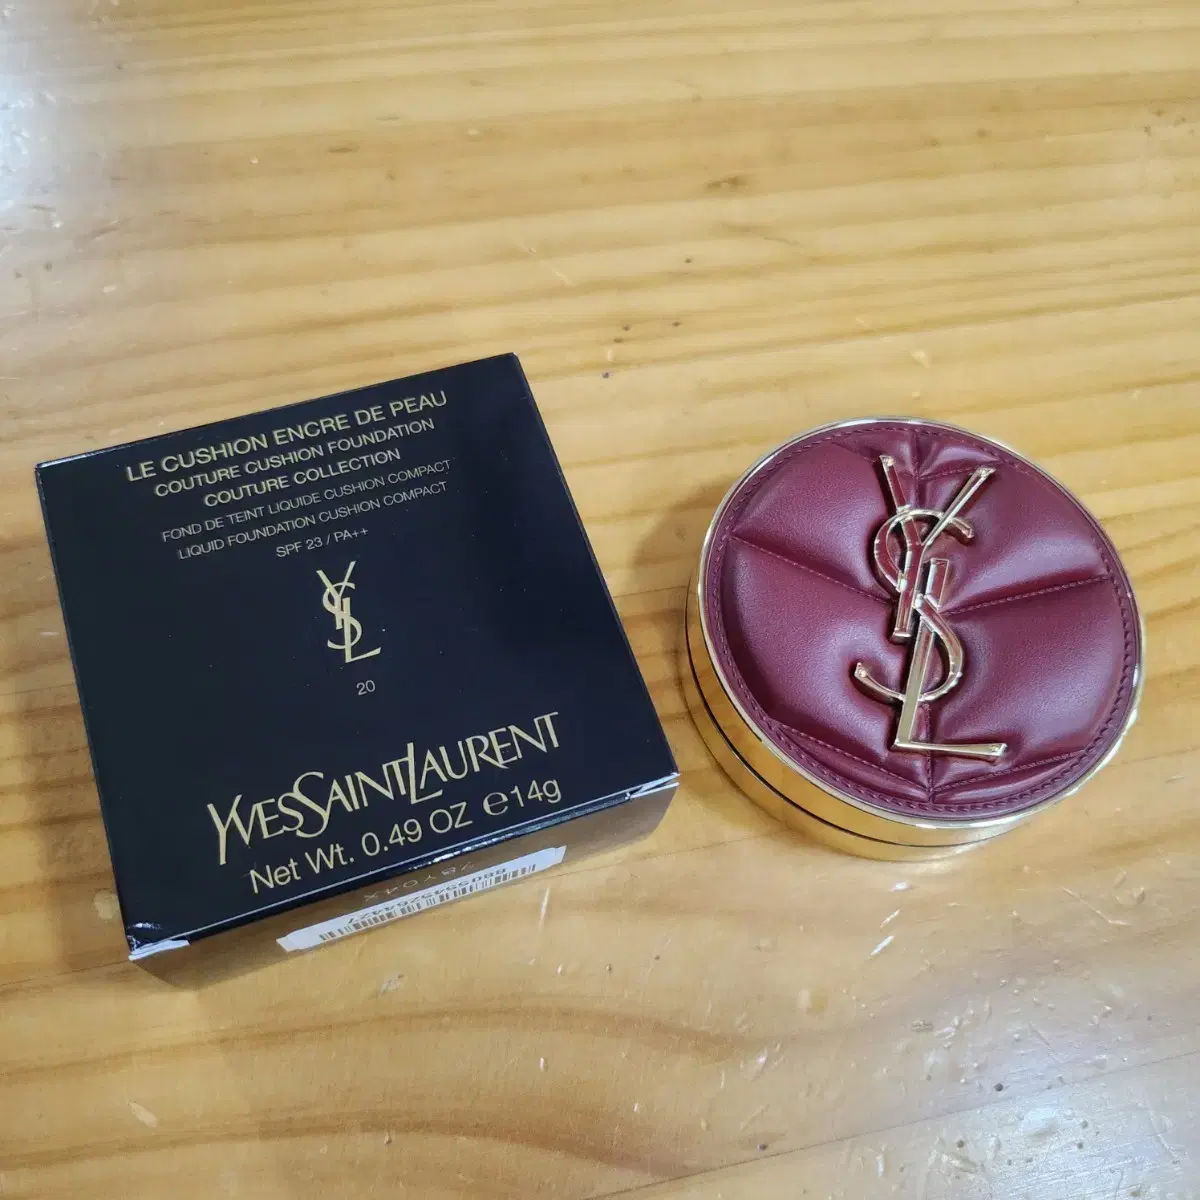 LE CUSHION ENCRE DE PEAU
COUTURE CUSHION FOUNDATION
COUTURE COLLECTION
FOND DE TEINT LIQUIDE CUSHION COMPACT
LIQUID FOUNDATION CUSHION COMPACT
SPF 23 / PA++
YSL
20
YVESSAINTLAURENT
Net Wt. 0.49 OZ e14g
78Y04X
YSL